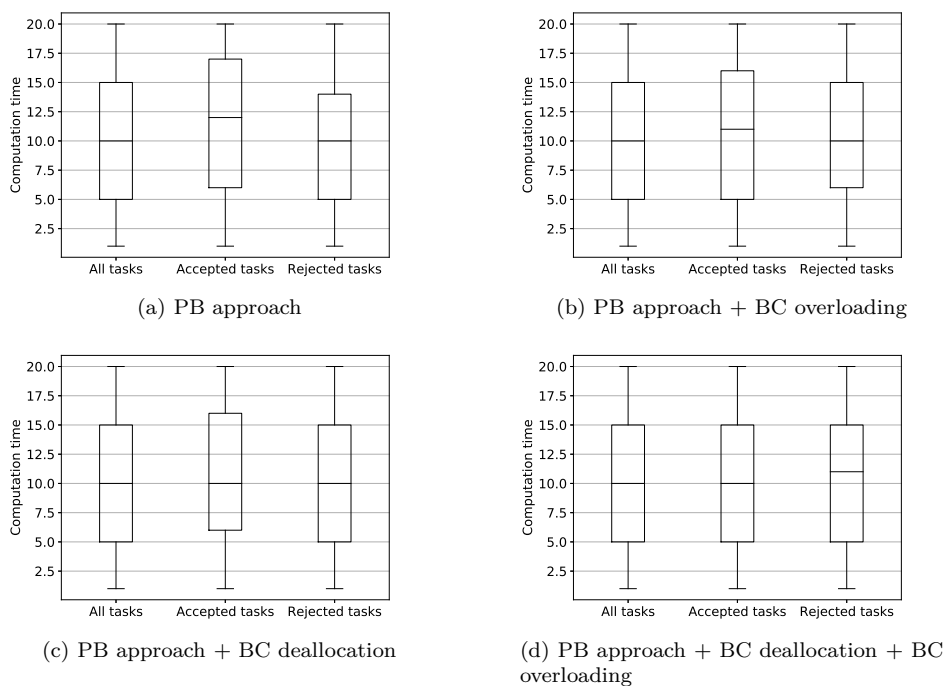 20.0
17.5
15.0
12.5
10.0
7.5
5.0
2.5
Computation time
All tasks Accepted tasks Rejected tasks
(a) PB approach
20.0
17.5
15.0
12.5
10.0
7.5
5.0
2.5
Computation time
All tasks Accepted tasks Rejected tasks
(b) PB approach + BC overloading
20.0
17.5
15.0
12.5
10.0
7.5
5.0
2.5
Computation time
All tasks Accepted tasks Rejected tasks
(c) PB approach + BC deallocation
20.0
17.5
15.0
12.5
10.0
7.5
5.0
2.5
Computation time
All tasks Accepted tasks Rejected tasks
(d) PB approach + BC deallocation + BC
overloading